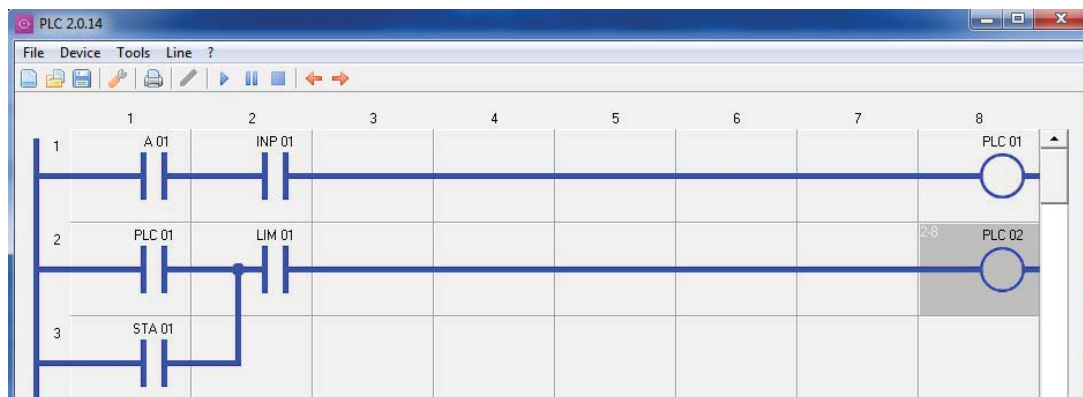 PLC 2.0.14
File Device Tools Line ?
1 2 3 4 5 6 7 8
1 A 01 INP 01 PLC 01
2 PLC 01 LIM 01 2-8 PLC 02
3 STA 01